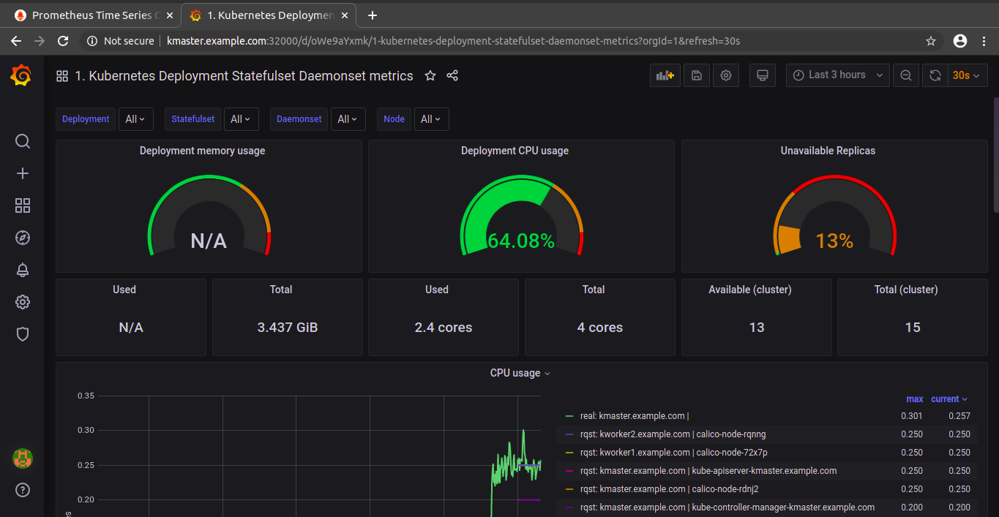 Prometheus Time Series C
1. Kubernetes Deploymen
Not secure
kmaster.example.com:32000/d/oWe9aYxmk/1-kubernetes-deployment-statefulset-daemonset-metrics?orgId=1&refresh=30s
1. Kubernetes Deployment Statefulset Daemonset metrics
Last 3 hours
30s
Deployment All Statefulset All Daemonset All Node All
Deployment memory usage
N/A
Deployment CPU usage
64.08%
Unavailable Replicas
13%
Used
N/A
Total
3.437 GiB
Used
2.4 cores
Total
4 cores
Available (cluster)
13
Total (cluster)
15
CPU usage
0.35
0.30
0.25
0.20
max current
real: kmaster.example.com | 0.301 0.257
rqst: kworker2.example.com | calico-node-rqnng 0.250 0.250
rqst: kworker1.example.com | calico-node-72x7p 0.250 0.250
rqst: kmaster.example.com | kube-apiserver-kmaster.example.com 0.250 0.250
rqst: kmaster.example.com | calico-node-rdnj2 0.250 0.250
rqst: kmaster.example.com | kube-controller-manager-kmaster.example.com 0.200 0.200